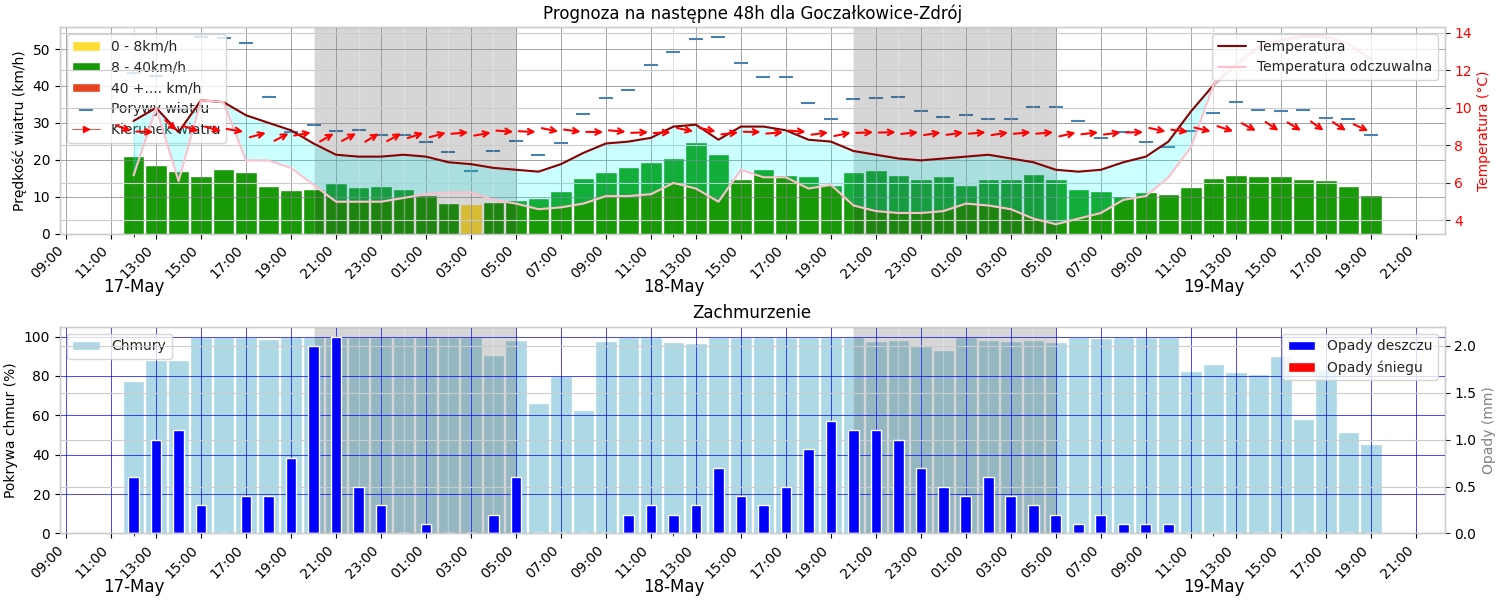 Prognoza na następne 48h dla Goczałkowice-Zdrój
Prędkość wiatru (km/h)
50
40
30
20
10
0
0 - 8km/h
8 - 40km/h
40 +.... km/h
Porywy wiatru
Kierunek wiatru
Temperatura
Temperatura odczuwalna
14
12
10
8
6
4
Temperatura (°C)
09:00 11:00 13:00 15:00 17:00 19:00 21:00 23:00 01:00 03:00 05:00 07:00 09:00 11:00 13:00 15:00 17:00 19:00 21:00 23:00 01:00 03:00 05:00 07:00 09:00 11:00 13:00 15:00 17:00 19:00 21:00
17-May 18-May 19-May
Zachmurzenie
Pokrywa chmur (%)
100
80
60
40
20
0
Chmury
Opady deszczu
Opady śniegu
2.0
1.5
1.0
0.5
0.0
Opady (mm)
09:00 11:00 13:00 15:00 17:00 19:00 21:00 23:00 01:00 03:00 05:00 07:00 09:00 11:00 13:00 15:00 17:00 19:00 21:00 23:00 01:00 03:00 05:00 07:00 09:00 11:00 13:00 15:00 17:00 19:00 21:00
17-May 18-May 19-May